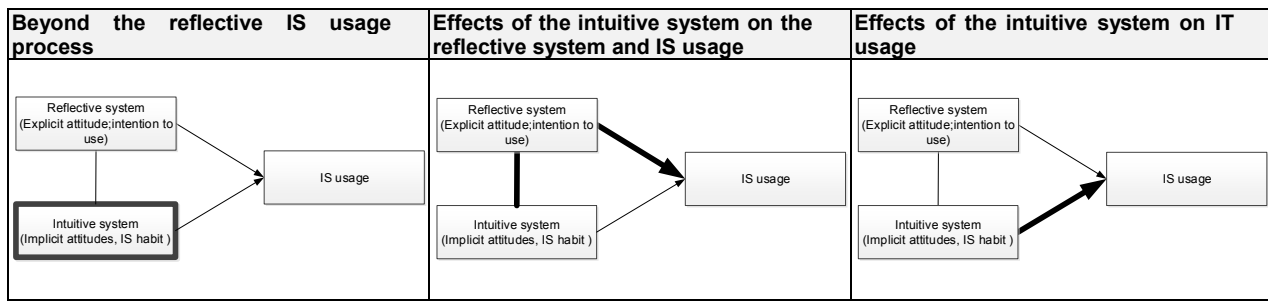 Beyond the reflective IS usage
process
Effects of the intuitive system on the
reflective system and IS usage
Effects of the intuitive system on IT
usage
Reflective system
(Explicit attitude;intention to
use)
IS usage
Intuitive system
(Implicit attitudes, IS habit )
Reflective system
(Explicit attitude;intention to
use)
IS usage
Intuitive system
(Implicit attitudes, IS habit )
Reflective system
(Explicit attitude;intention to
use)
IS usage
Intuitive system
(Implicit attitudes, IS habit )